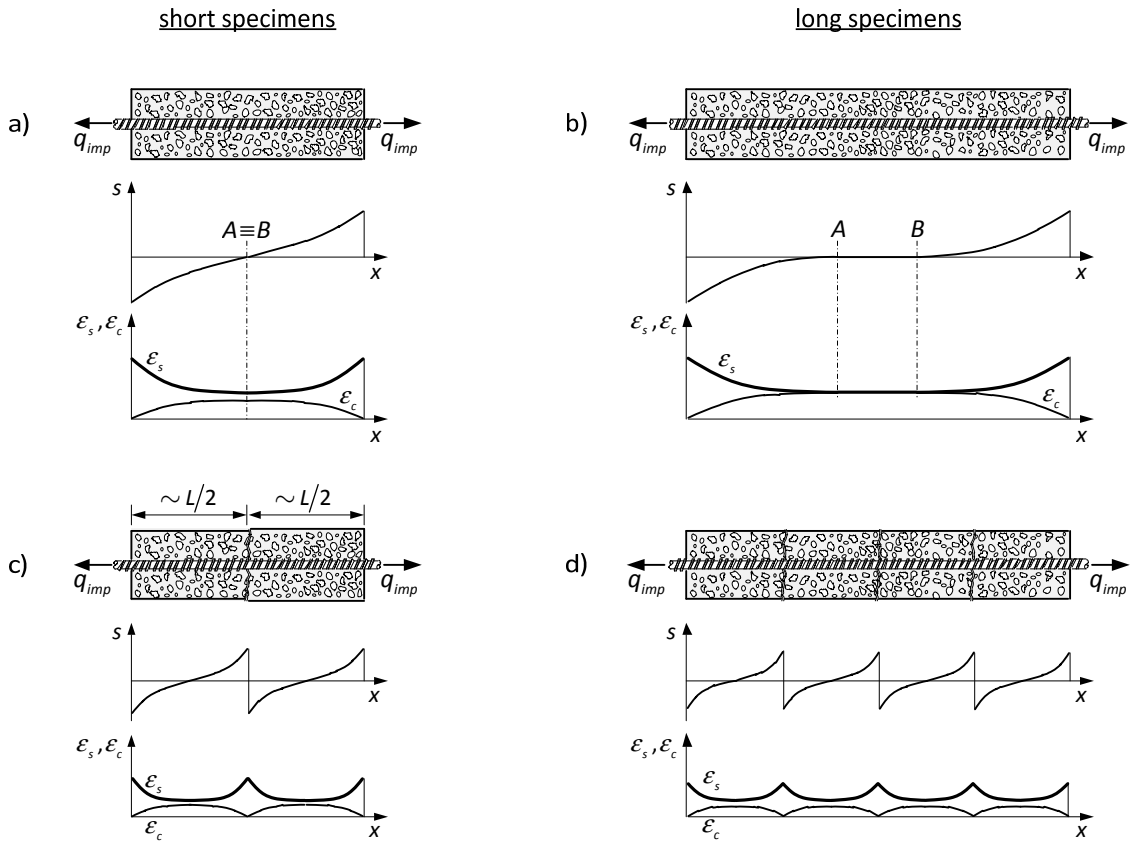 short specimens
long specimens
a)
q_imp
q_imp
b)
q_imp
q_imp
s
A≡B
x
s
A
B
x
ε_s , ε_c
ε_s
ε_c
x
ε_s , ε_c
ε_s
ε_c
x
~ L/2
~ L/2
c)
q_imp
q_imp
d)
q_imp
q_imp
s
x
s
x
ε_s , ε_c
ε_s
ε_c
x
ε_s , ε_c
ε_s
ε_c
x